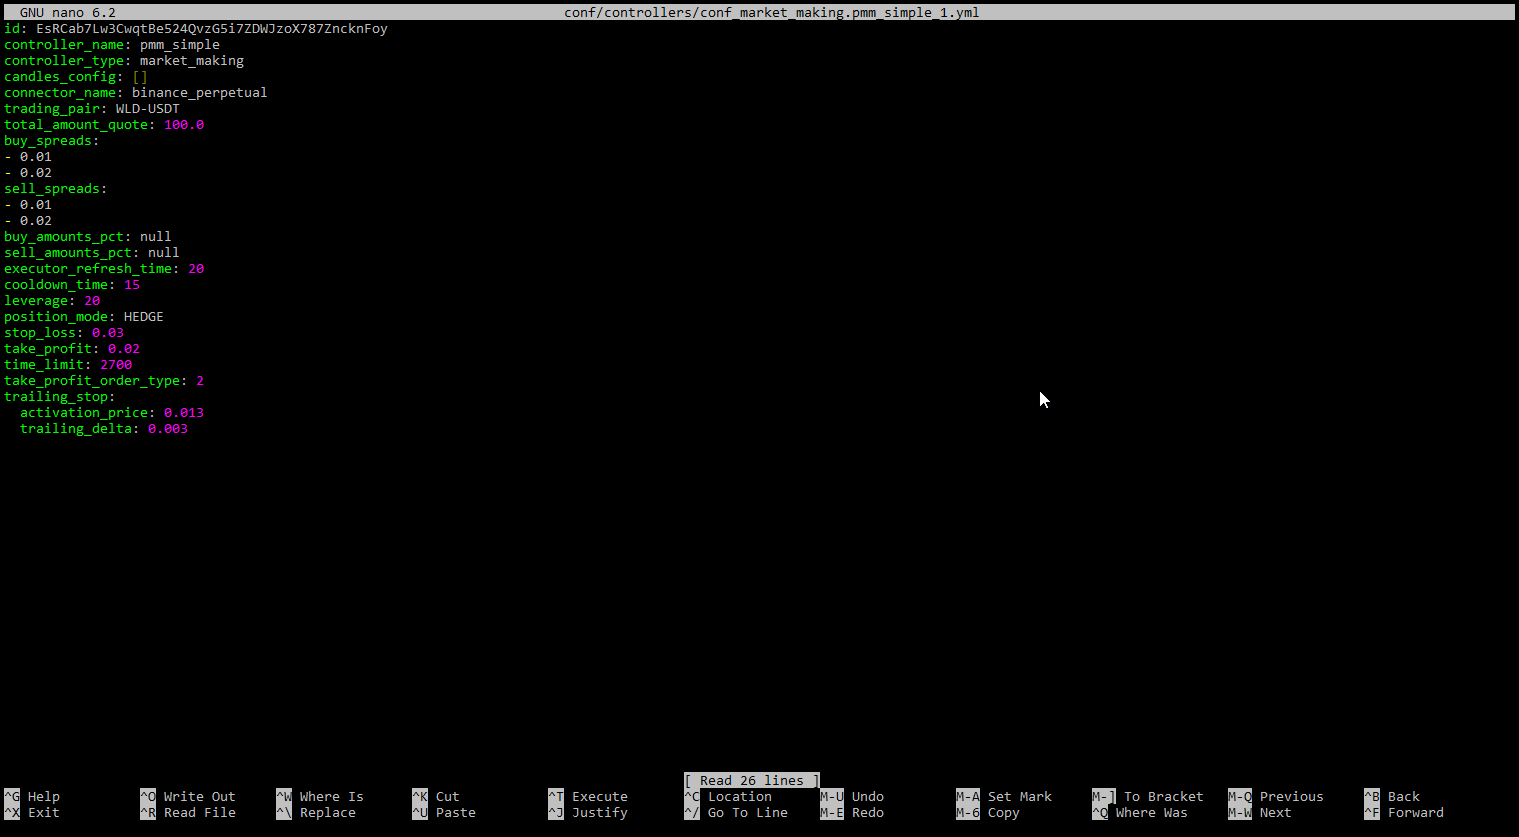 GNU nano 6.2 conf/controllers/conf_market_making.pmm_simple_1.yml
id: EsRCab7Lw3CwqtBe524QvzG5i7ZDWJzoX787ZncknFoy
controller_name: pmm_simple
controller_type: market_making
candles_config: []
connector_name: binance_perpetual
trading_pair: WLD-USDT
total_amount_quote: 100.0
buy_spreads:
- 0.01
- 0.02
sell_spreads:
- 0.01
- 0.02
buy_amounts_pct: null
sell_amounts_pct: null
executor_refresh_time: 20
cooldown_time: 15
leverage: 20
position_mode: HEDGE
stop_loss: 0.03
take_profit: 0.02
time_limit: 2700
take_profit_order_type: 2
trailing_stop:
  activation_price: 0.013
  trailing_delta: 0.003
[ Read 26 lines ]
^G Help ^O Write Out ^W Where Is ^K Cut ^T Execute ^C Location M-U Undo M-A Set Mark M-] To Bracket M-Q Previous ^B Back
^X Exit ^R Read File ^\ Replace ^U Paste ^J Justify ^/ Go To Line M-E Redo M-6 Copy ^Q Where Was M-W Next ^F Forward